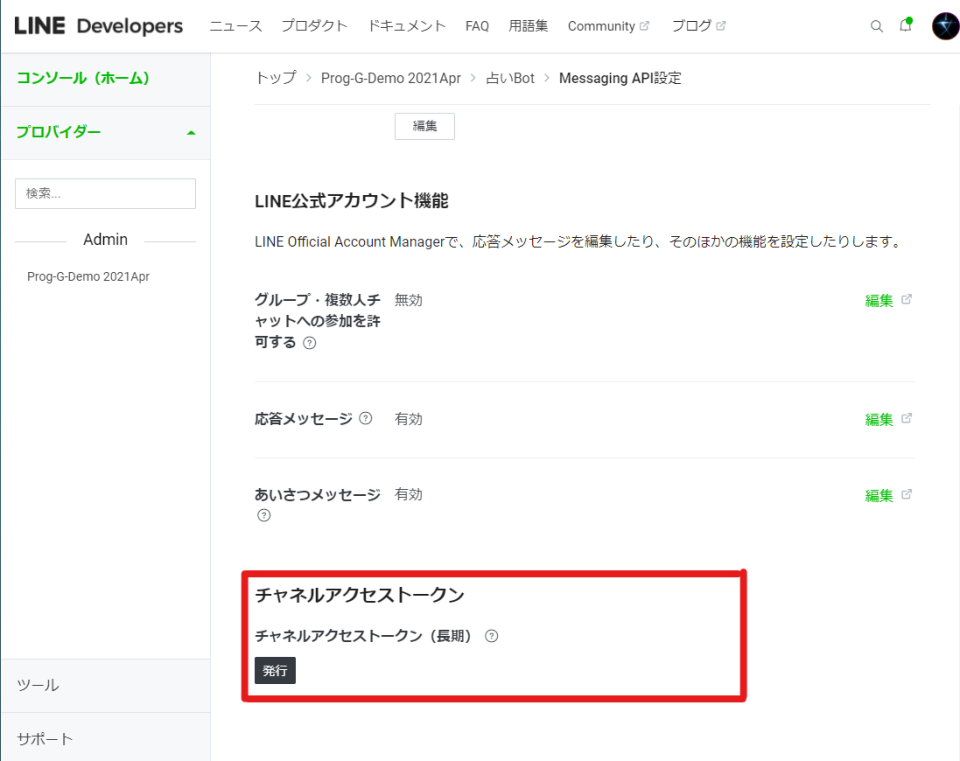 LINE Developers ニュース プロダクト ドキュメント FAQ 用語集 Community ブログ
コンソール（ホーム）
プロバイダー
検索...
Admin
Prog-G-Demo 2021Apr
ツール
サポート
トップ > Prog-G-Demo 2021Apr > 占いBot > Messaging API設定
編集
LINE公式アカウント機能
LINE Official Account Managerで、応答メッセージを編集したり、そのほかの機能を設定したりします。
グループ・複数人チ 無効 編集
ャットへの参加を許
可する ?
応答メッセージ ? 有効 編集
あいさつメッセージ 有効 編集
?
チャネルアクセストークン
チャネルアクセストークン（長期） ?
発行